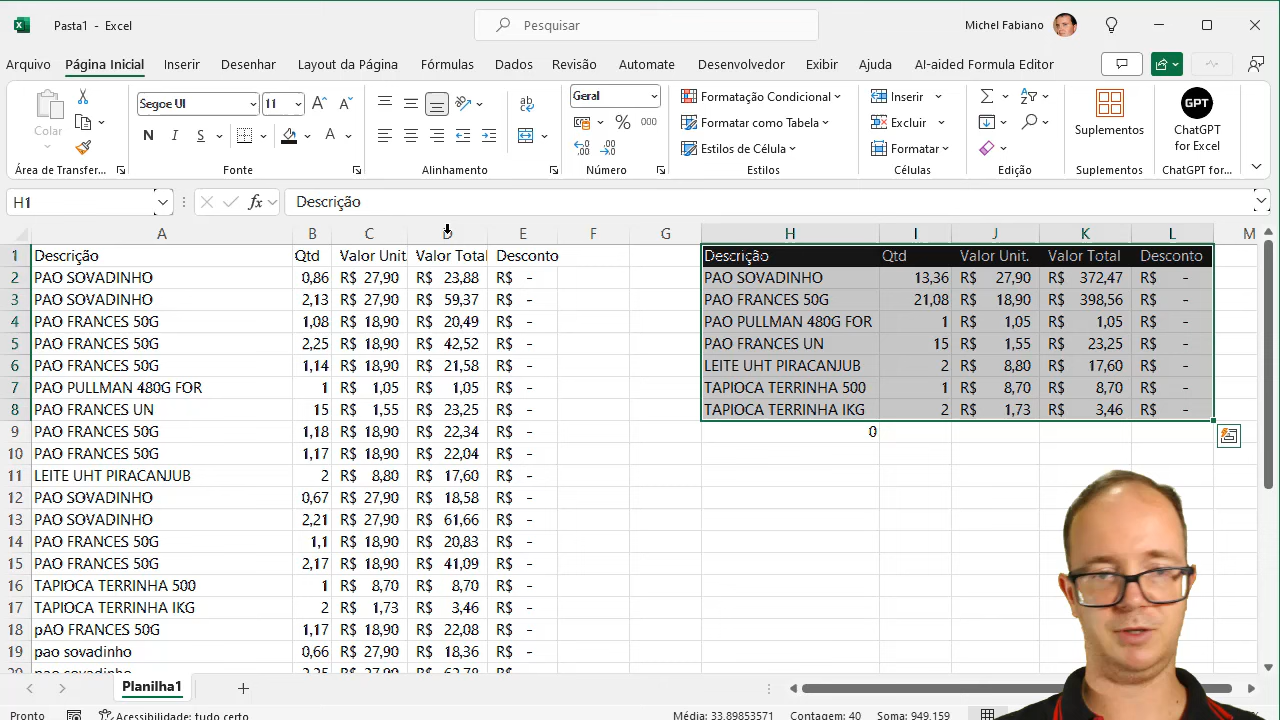 Pasta1 - Excel
Pesquisar
Michel Fabiano
Arquivo Página Inicial Inserir Desenhar Layout da Página Fórmulas Dados Revisão Automate Desenvolvedor Exibir Ajuda AI-aided Formula Editor
Colar
Segoe UI 11
Geral
Formatação Condicional
Formatar como Tabela
Estilos de Célula
Inserir
Excluir
Formatar
Suplementos
GPT
ChatGPT
for Excel
Área de Transfer... Fonte Alinhamento Número Estilos Células Suplementos ChatGPT for...
H1 fx Descrição
A B C D E F G H I J K L M
1 Descrição Qtd Valor Unit. Valor Total Desconto Descrição Qtd Valor Unit. Valor Total Desconto
2 PAO SOVADINHO 0,86 R$ 27,90 R$ 23,88 R$ - PAO SOVADINHO 13,36 R$ 27,90 R$ 372,47 R$ -
3 PAO SOVADINHO 2,13 R$ 27,90 R$ 59,37 R$ - PAO FRANCES 50G 21,08 R$ 18,90 R$ 398,56 R$ -
4 PAO FRANCES 50G 1,08 R$ 18,90 R$ 20,49 R$ - PAO PULLMAN 480G FOR 1 R$ 1,05 R$ 1,05 R$ -
5 PAO FRANCES 50G 2,25 R$ 18,90 R$ 42,52 R$ - PAO FRANCES UN 15 R$ 1,55 R$ 23,25 R$ -
6 PAO FRANCES 50G 1,14 R$ 18,90 R$ 21,58 R$ - LEITE UHT PIRACANJUB 2 R$ 8,80 R$ 17,60 R$ -
7 PAO PULLMAN 480G FOR 1 R$ 1,05 R$ 1,05 R$ - TAPIOCA TERRINHA 500 1 R$ 8,70 R$ 8,70 R$ -
8 PAO FRANCES UN 15 R$ 1,55 R$ 23,25 R$ - TAPIOCA TERRINHA IKG 2 R$ 1,73 R$ 3,46 R$ -
9 PAO FRANCES 50G 1,18 R$ 18,90 R$ 22,34 R$ - 0
10 PAO FRANCES 50G 1,17 R$ 18,90 R$ 22,04 R$ -
11 LEITE UHT PIRACANJUB 2 R$ 8,80 R$ 17,60 R$ -
12 PAO SOVADINHO 0,67 R$ 27,90 R$ 18,58 R$ -
13 PAO SOVADINHO 2,21 R$ 27,90 R$ 61,66 R$ -
14 PAO FRANCES 50G 1,1 R$ 18,90 R$ 20,83 R$ -
15 PAO FRANCES 50G 2,17 R$ 18,90 R$ 41,09 R$ -
16 TAPIOCA TERRINHA 500 1 R$ 8,70 R$ 8,70 R$ -
17 TAPIOCA TERRINHA IKG 2 R$ 1,73 R$ 3,46 R$ -
18 pAO FRANCES 50G 1,17 R$ 18,90 R$ 22,08 R$ -
19 pao sovadinho 0,66 R$ 27,90 R$ 18,36 R$ -
Planilha1
Pronto Acessibilidade: tudo certo Média: 33,89853571 Contagem: 40 Soma: 949,159